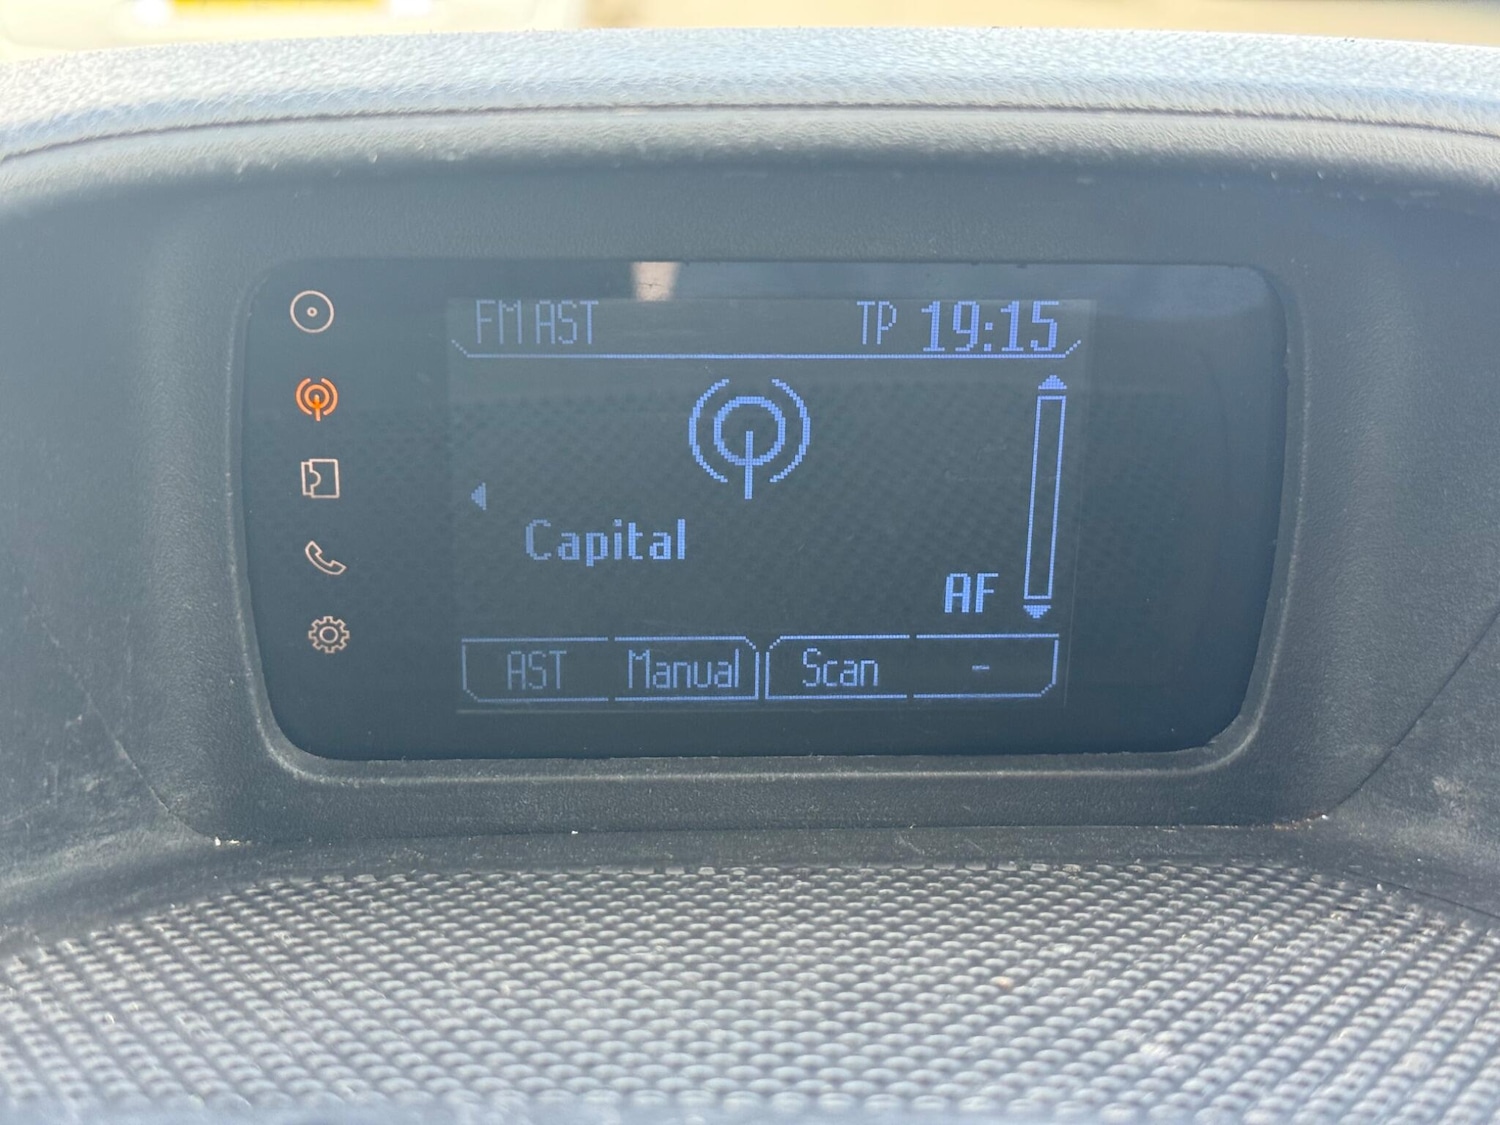 FM AST TP 19:15
Capital
AF
AST Manual Scan -